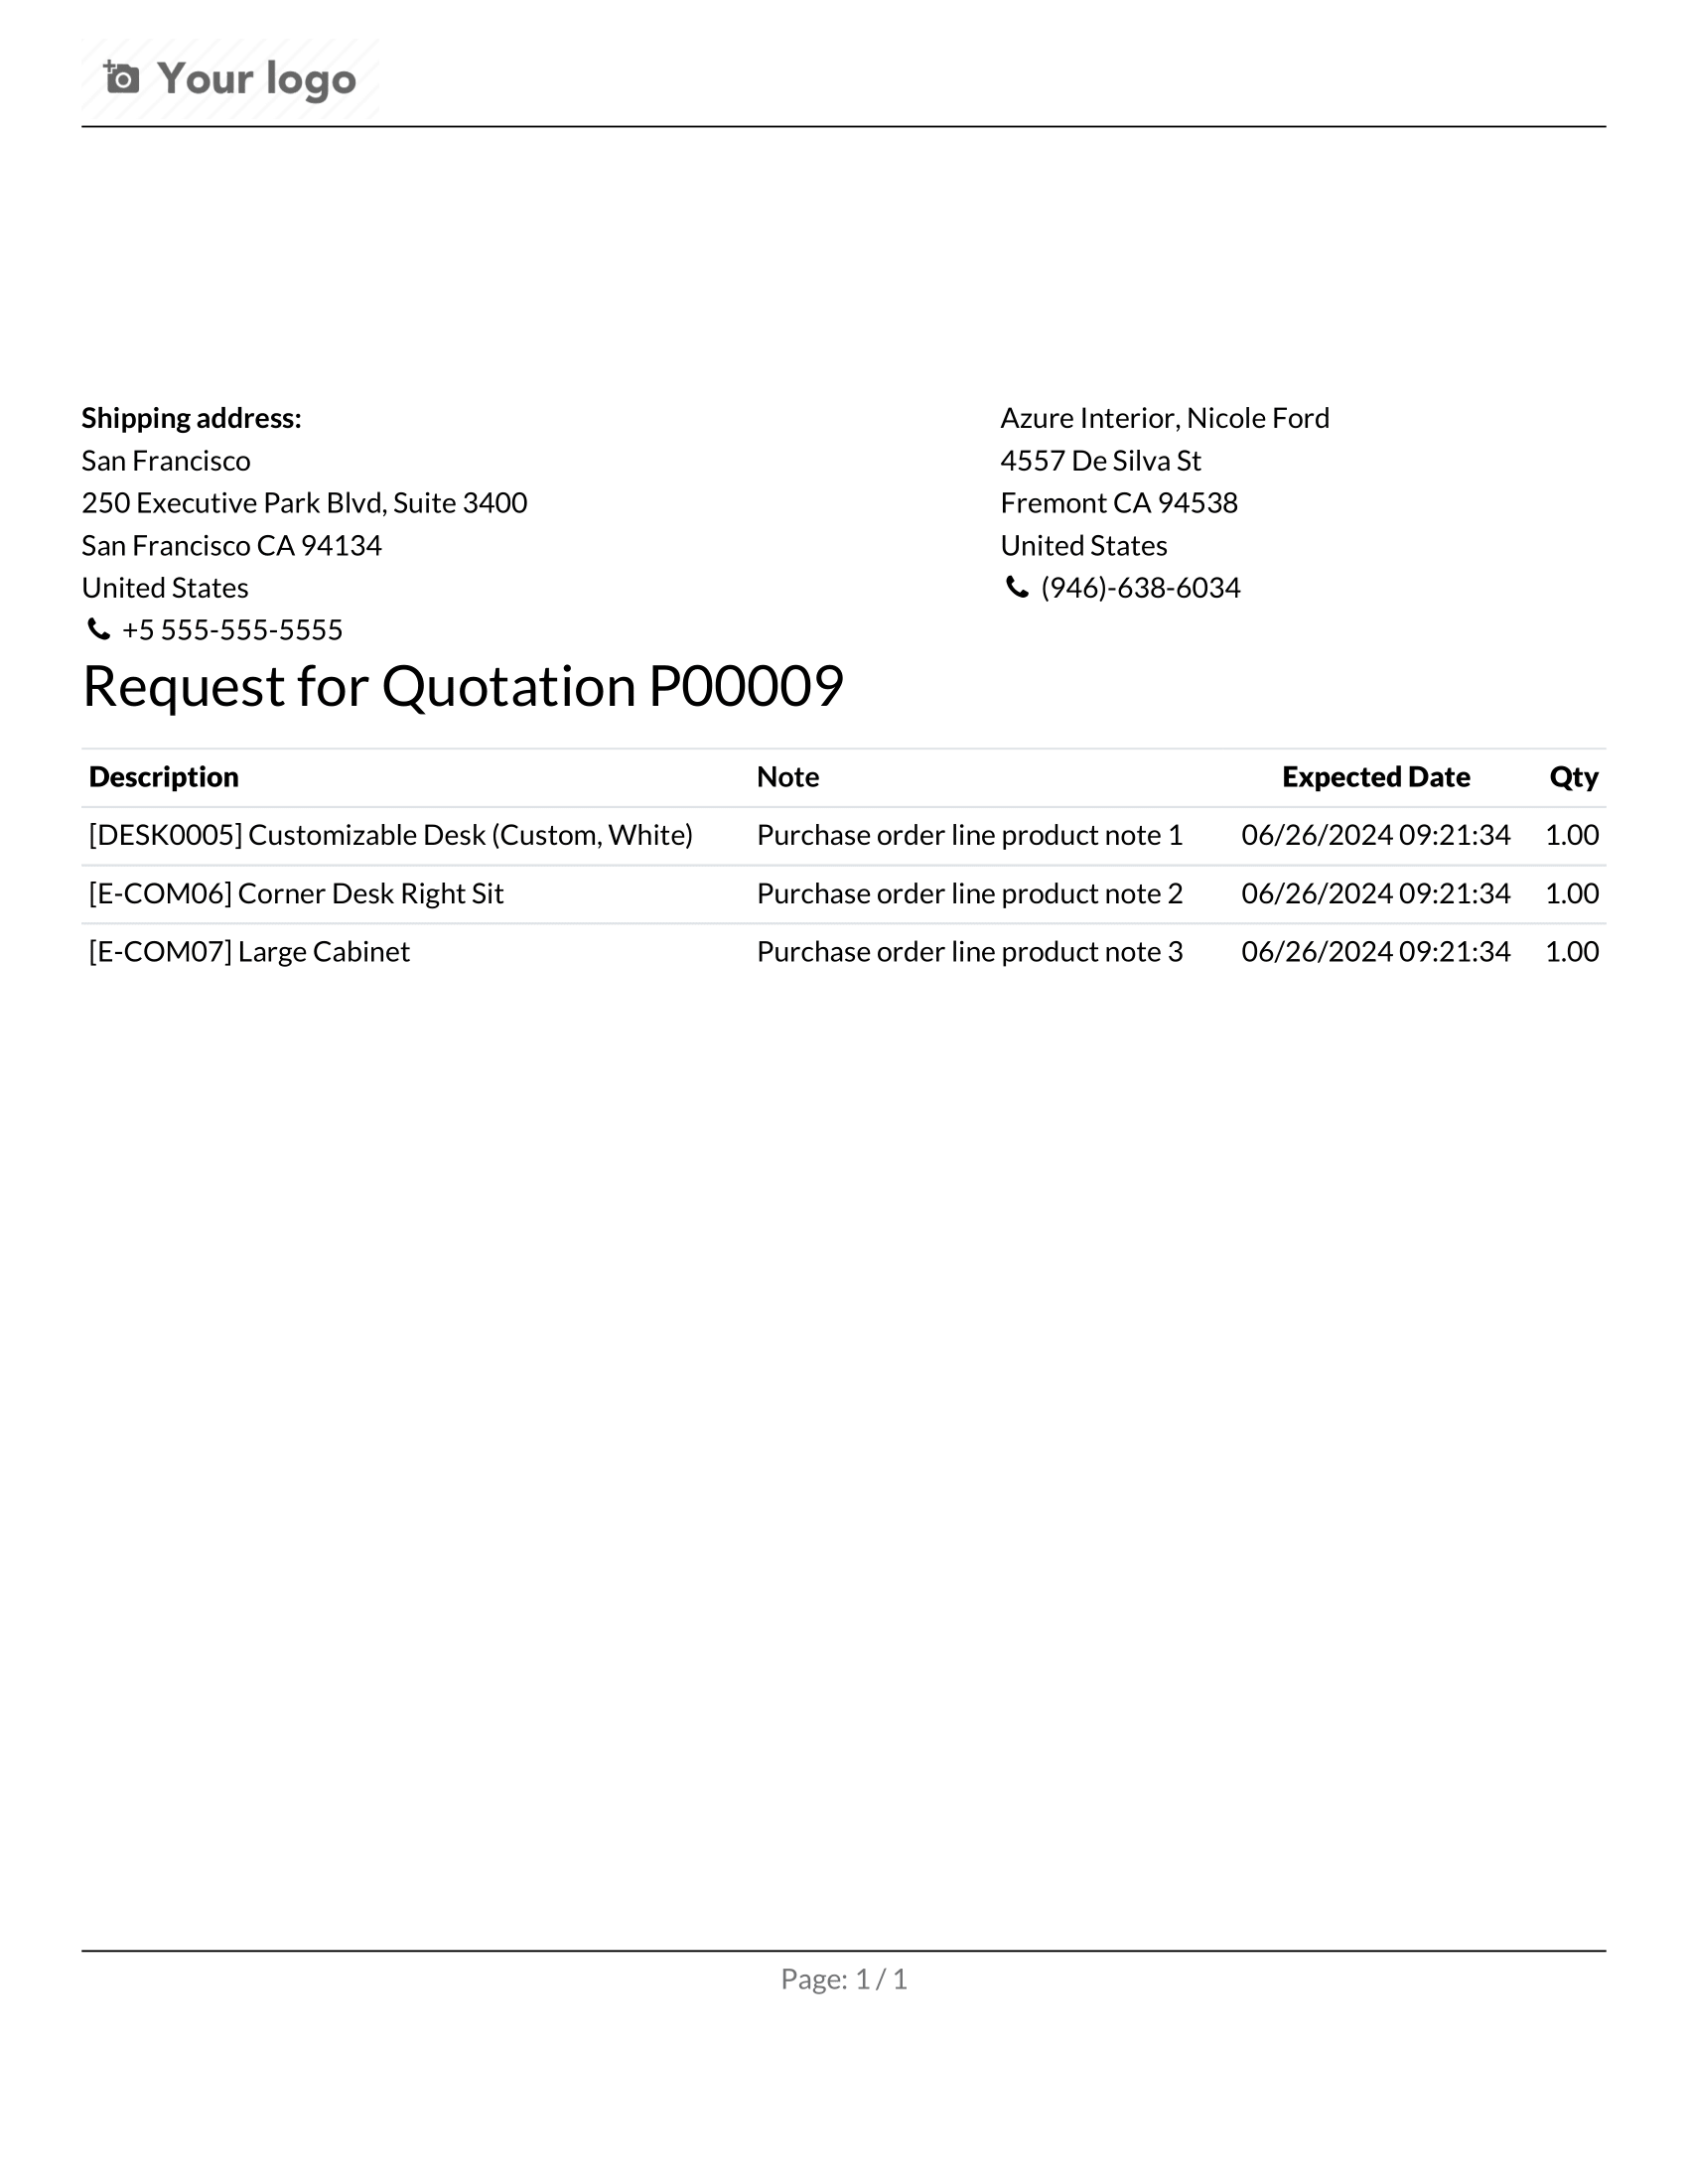 Your logo
Shipping address:
San Francisco
250 Executive Park Blvd, Suite 3400
San Francisco CA 94134
United States
+5 555-555-5555
Azure Interior, Nicole Ford
4557 De Silva St
Fremont CA 94538
United States
(946)-638-6034
Request for Quotation P00009
Description Note Expected Date Qty
[DESK0005] Customizable Desk (Custom, White) Purchase order line product note 1 06/26/2024 09:21:34 1.00
[E-COM06] Corner Desk Right Sit Purchase order line product note 2 06/26/2024 09:21:34 1.00
[E-COM07] Large Cabinet Purchase order line product note 3 06/26/2024 09:21:34 1.00
Page: 1 / 1